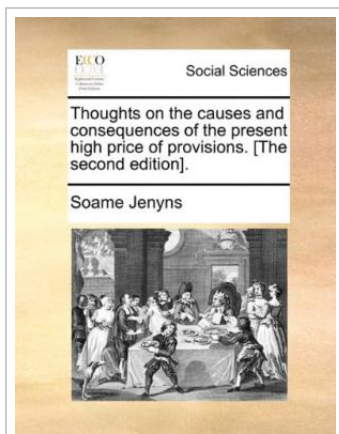 ECCO
Social Sciences
Thoughts on the causes and
consequences of the present
high price of provisions. [The
second edition].
Soame Jenyns